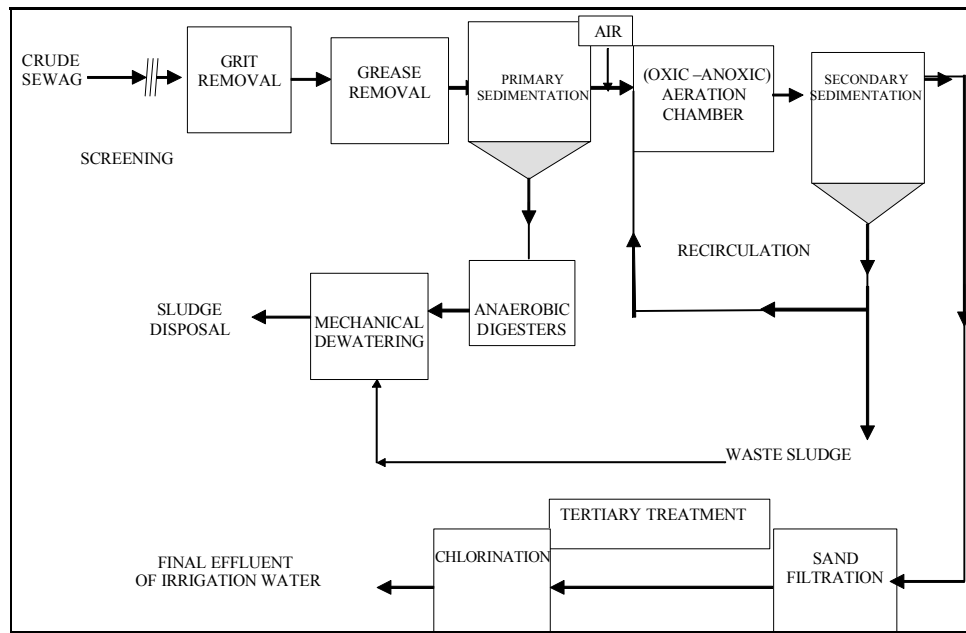 CRUDE
SEWAG
SCREENING
GRIT
REMOVAL
GREASE
REMOVAL
PRIMARY
SEDIMENTATION
AIR
(OXIC –ANOXIC)
AERATION
CHAMBER
SECONDARY
SEDIMENTATION
RECIRCULATION
ANAEROBIC
DIGESTERS
MECHANICAL
DEWATERING
SLUDGE
DISPOSAL
WASTE SLUDGE
TERTIARY TREATMENT
SAND
FILTRATION
CHLORINATION
FINAL EFFLUENT
OF IRRIGATION WATER